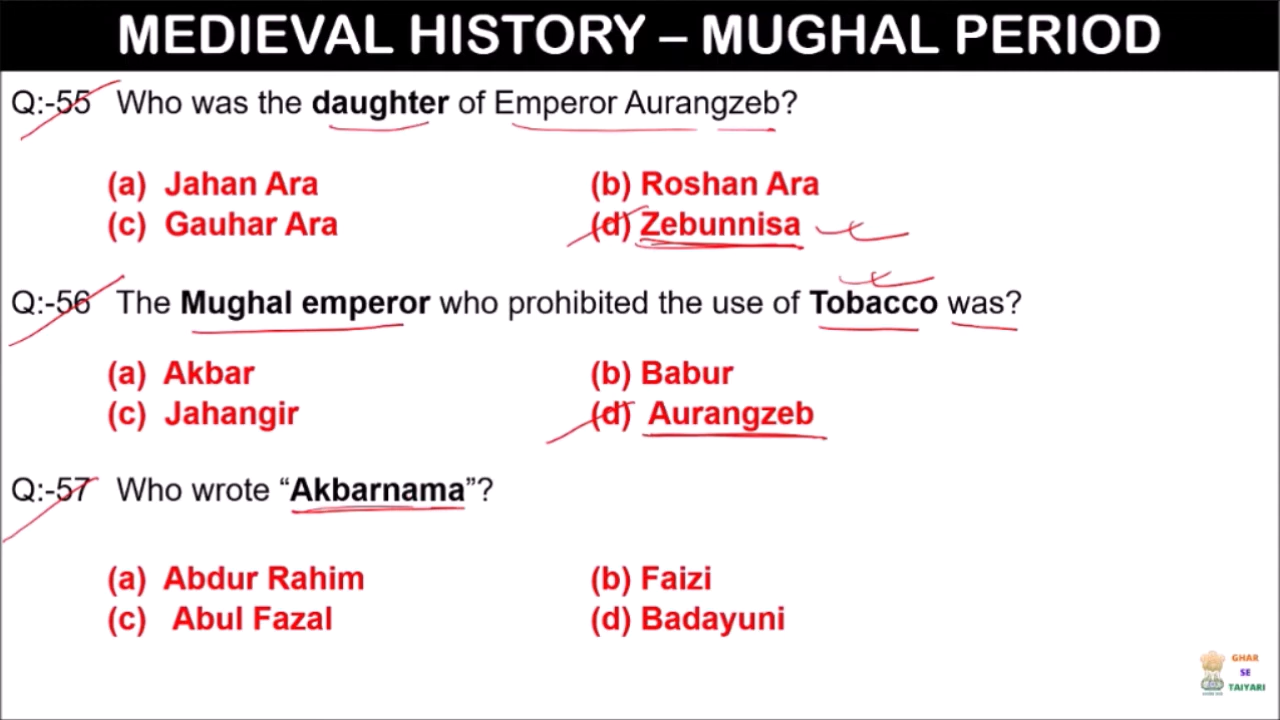 MEDIEVAL HISTORY – MUGHAL PERIOD
Q:-55 Who was the daughter of Emperor Aurangzeb?
(a) Jahan Ara (b) Roshan Ara
(c) Gauhar Ara (d) Zebunnisa
Q:-56 The Mughal emperor who prohibited the use of Tobacco was?
(a) Akbar (b) Babur
(c) Jahangir (d) Aurangzeb
Q:-57 Who wrote “Akbarnama”?
(a) Abdur Rahim (b) Faizi
(c) Abul Fazal (d) Badayuni
GHAR
SE
TAIYARI